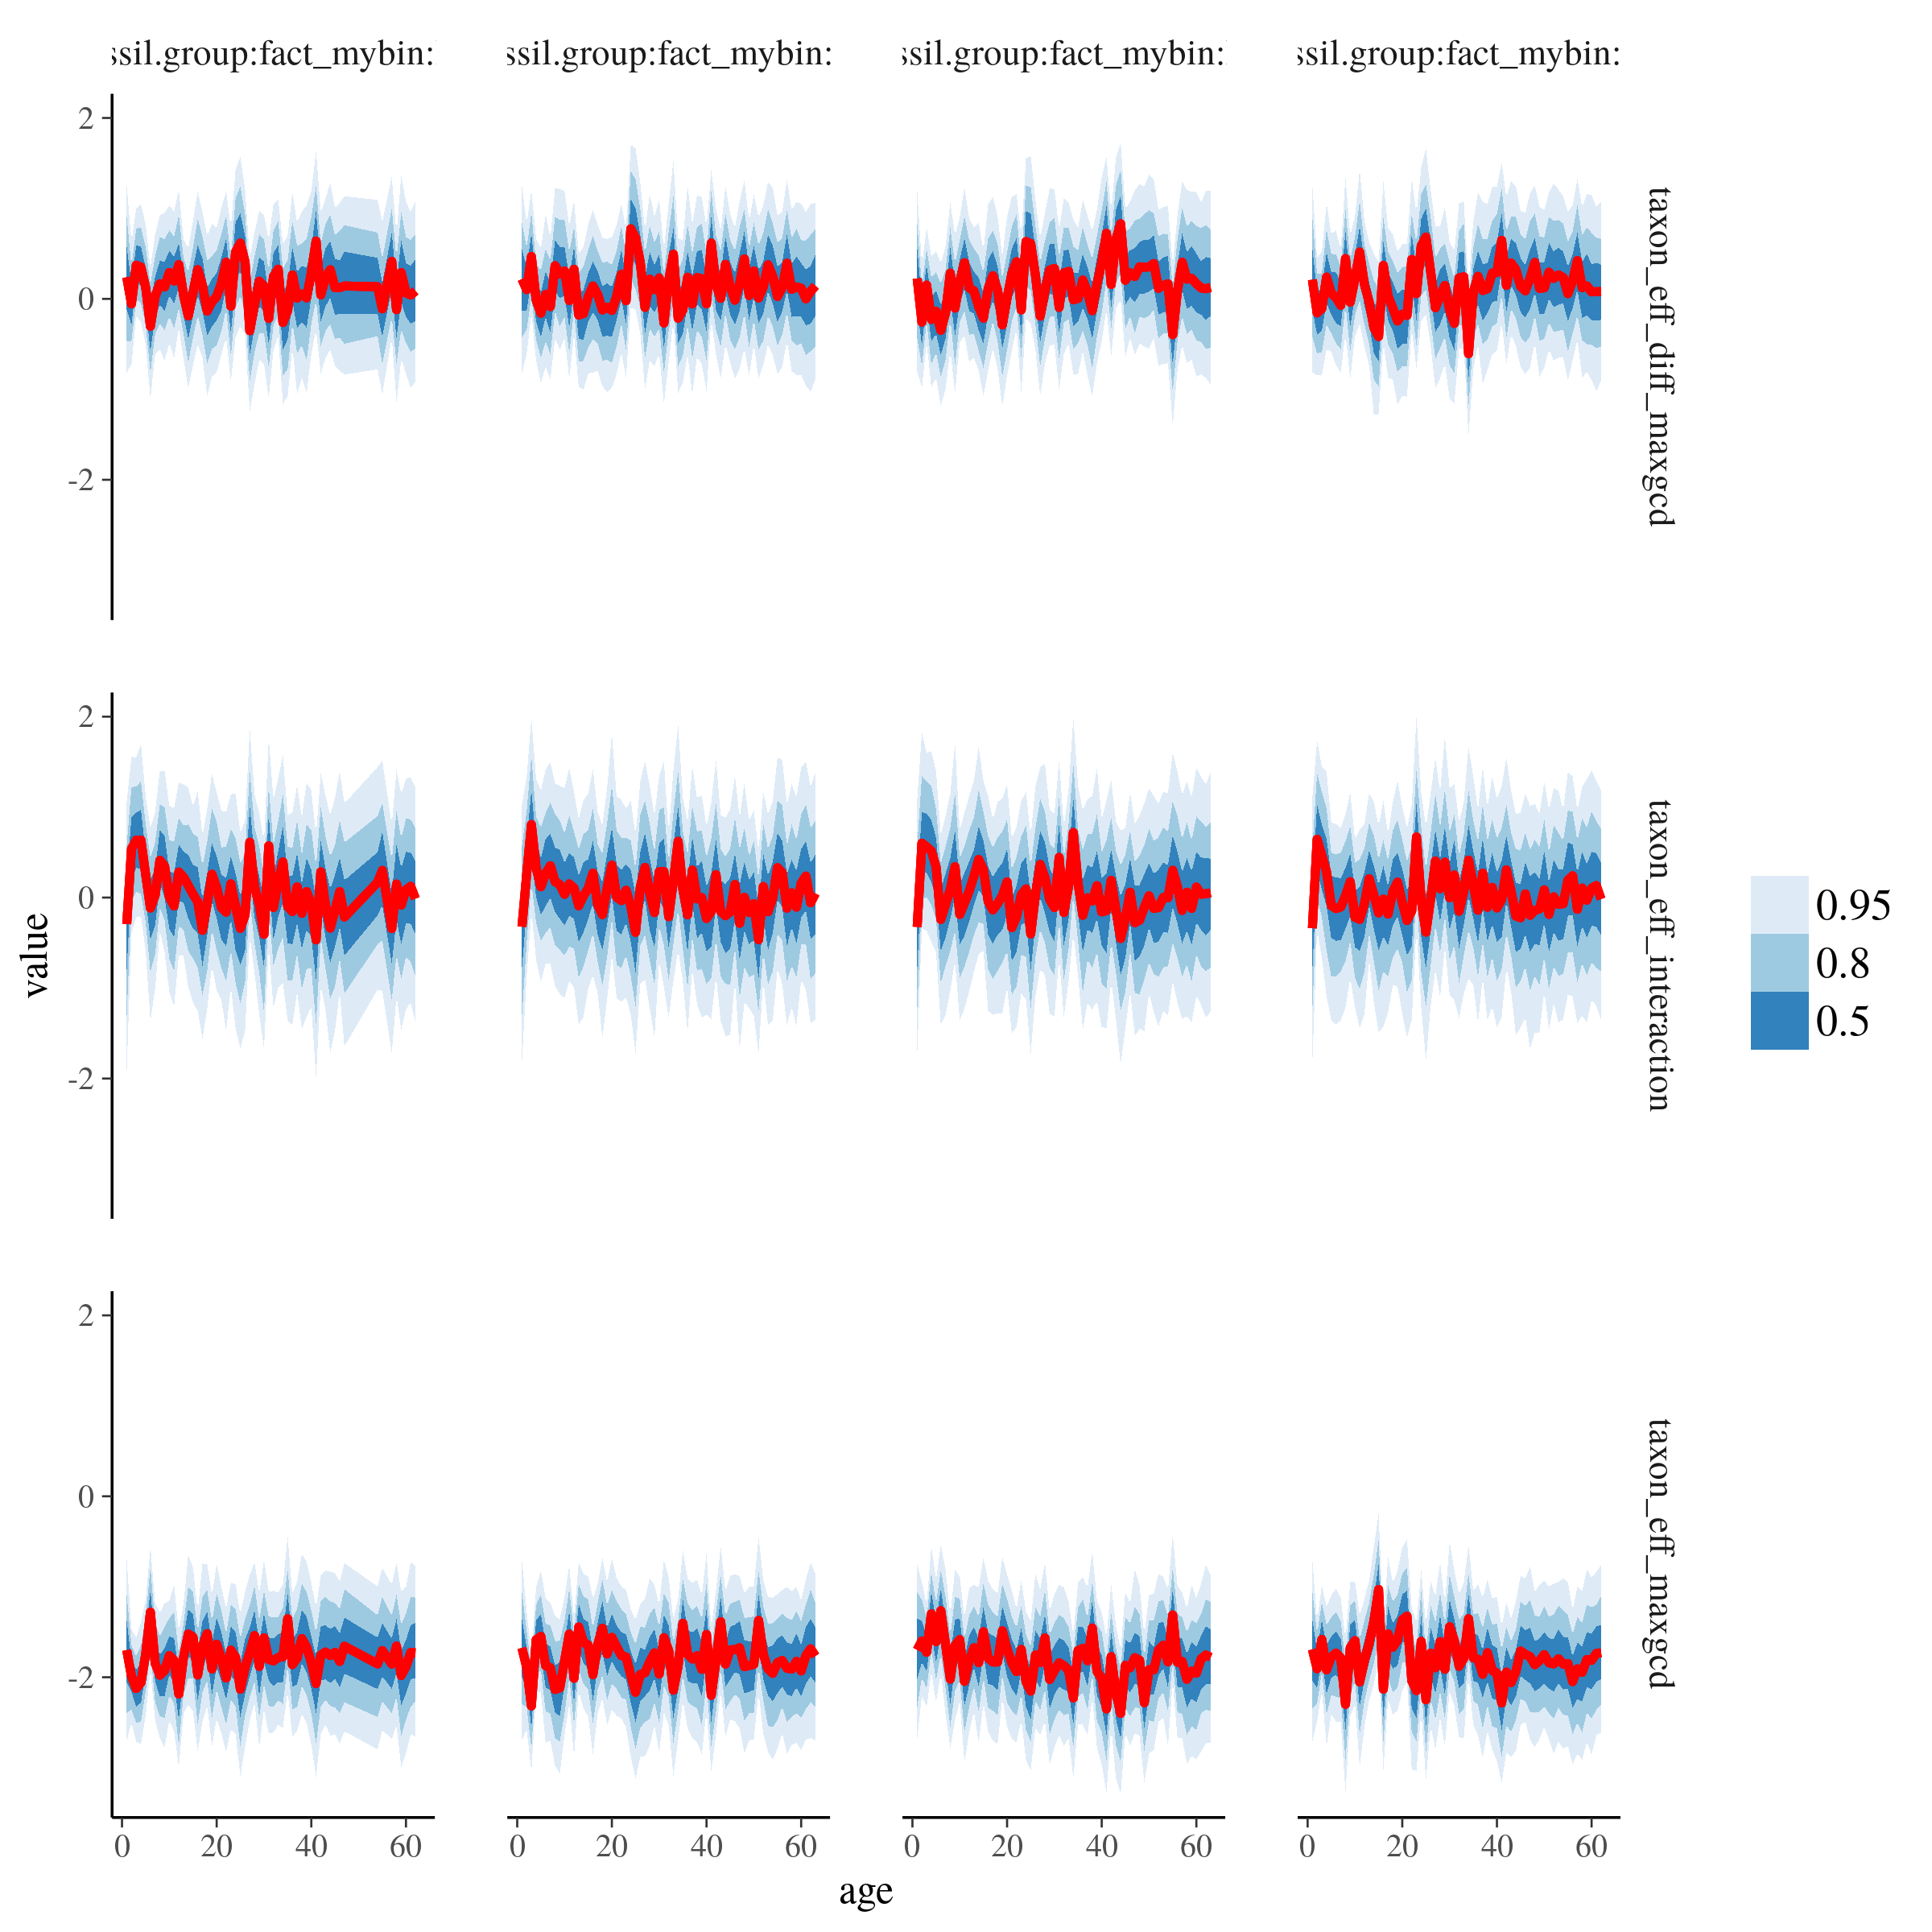 ssil.group:fact_mybin: ssil.group:fact_mybin: ssil.group:fact_mybin: ssil.group:fact_mybin:
2
0
-2
taxon_eff_diff_maxgcd
2
0
-2
taxon_eff_interaction
2
0
-2
taxon_eff_maxgcd
value
0 20 40 60 0 20 40 60 0 20 40 60 0 20 40 60
age
0.95
0.8
0.5